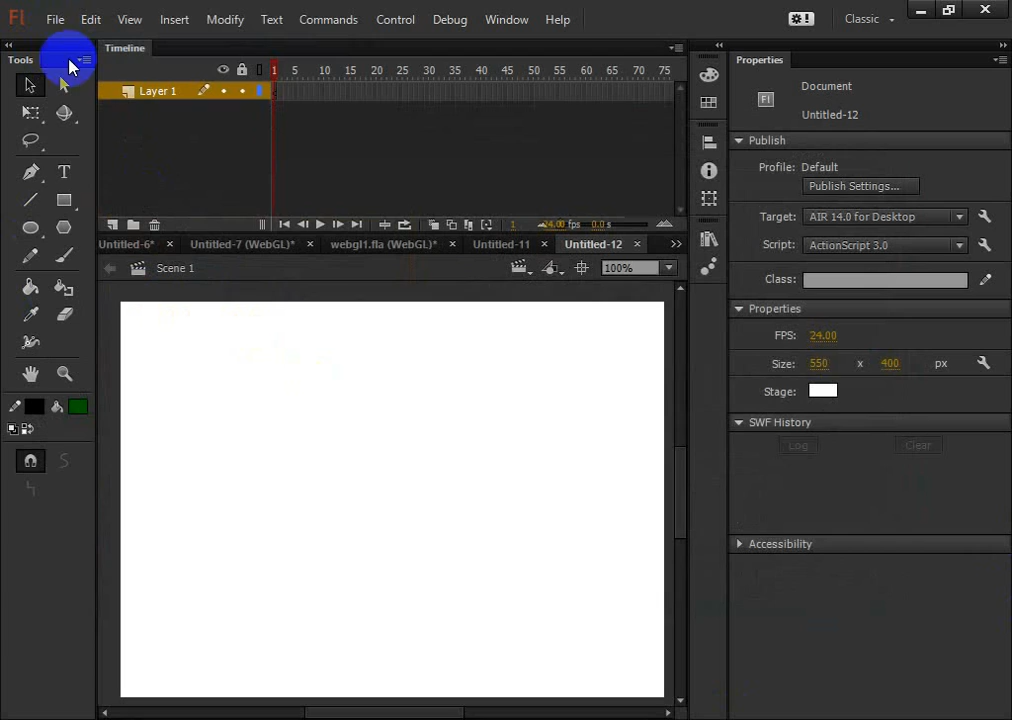 Fl File Edit View Insert Modify Text Commands Control Debug Window Help Classic
Tools
Timeline
1 5 10 15 20 25 30 35 40 45 50 55 60 65 70 75
Layer 1
1 24.00 fps 0.0 s
Untitled-6* × Untitled-7 (WebGL)* × webgl1.fla (WebGL)* × Untitled-11 × Untitled-12 ×
Scene 1 100%
T
Properties
Fl Document
Untitled-12
Publish
Profile: Default
Publish Settings...
Target: AIR 14.0 for Desktop
Script: ActionScript 3.0
Class:
Properties
FPS: 24.00
Size: 550 x 400 px
Stage:
SWF History
Log Clear
Accessibility